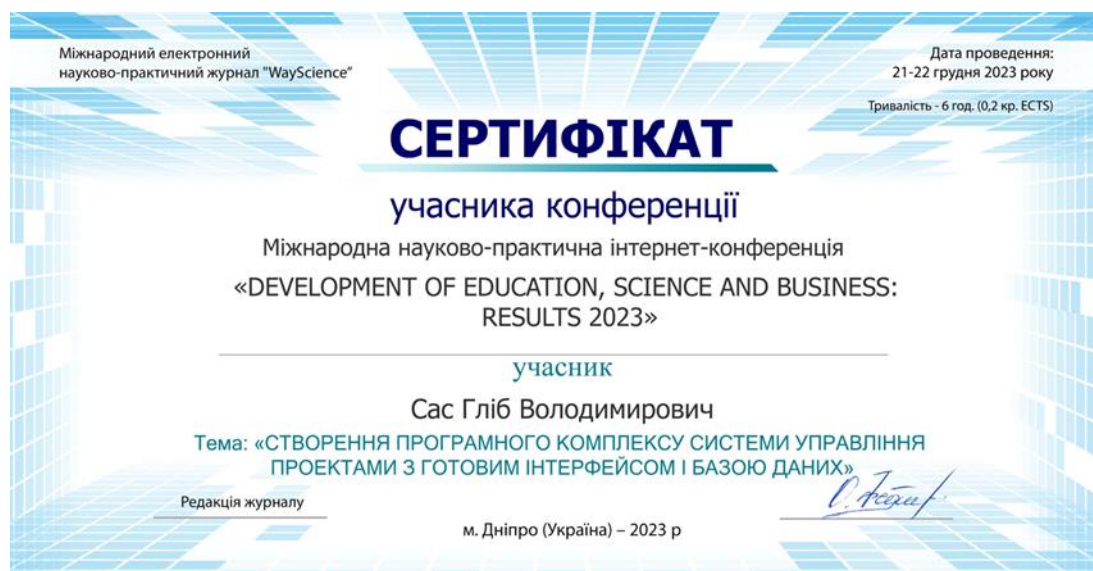 Міжнародний електронний
науково-практичний журнал "WayScience"
Дата проведення:
21-22 грудня 2023 року
Тривалість - 6 год. (0,2 кр. ECTS)
СЕРТИФІКАТ
учасника конференції
Міжнародна науково-практична інтернет-конференція
«DEVELOPMENT OF EDUCATION, SCIENCE AND BUSINESS:
RESULTS 2023»
учасник
Сас Гліб Володимирович
Тема: «СТВОРЕННЯ ПРОГРАМНОГО КОМПЛЕКСУ СИСТЕМИ УПРАВЛІННЯ
ПРОЕКТАМИ З ГОТОВИМ ІНТЕРФЕЙСОМ І БАЗОЮ ДАНИХ»
Редакція журналу
м. Дніпро (Україна) – 2023 р